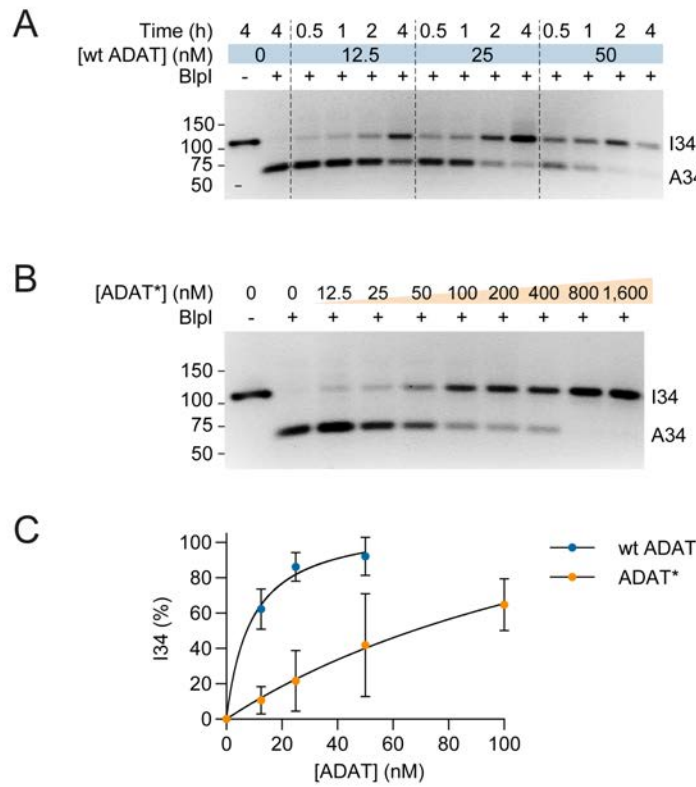 A
Time (h) 4 4 0.5 1 2 4 0.5 1 2 4 0.5 1 2 4
[wt ADAT] (nM) 0 12.5 25 50
BlpI - + + + + + + + + + + + + +
150 -
100 -
75 -
50 -
I34
A34
B
[ADAT*] (nM) 0 0 12.5 25 50 100 200 400 800 1,600
BlpI - + + + + + + + + +
150 -
100 -
75 -
50 -
I34
A34
C
I34 (%)
100
80
60
40
20
0
0 20 40 60 80 100
[ADAT] (nM)
wt ADAT
ADAT*